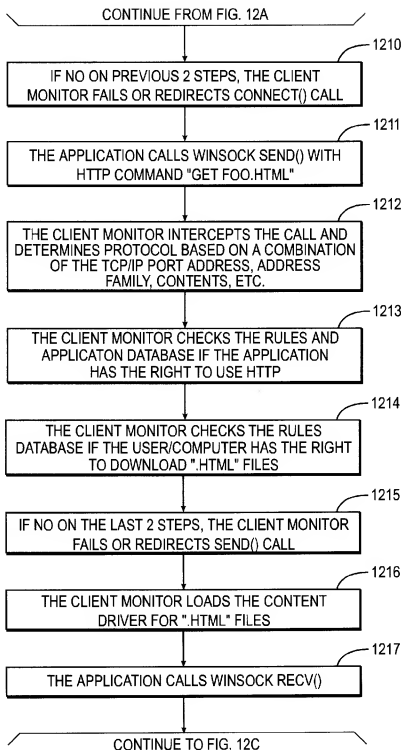 CONTINUE FROM FIG. 12A
1210
IF NO ON PREVIOUS 2 STEPS, THE CLIENT
MONITOR FAILS OR REDIRECTS CONNECT() CALL
1211
THE APPLICATION CALLS WINSOCK SEND() WITH
HTTP COMMAND "GET FOO.HTML"
1212
THE CLIENT MONITOR INTERCEPTS THE CALL AND
DETERMINES PROTOCOL BASED ON A COMBINATION
OF THE TCP/IP PORT ADDRESS, ADDRESS
FAMILY, CONTENTS, ETC.
1213
THE CLIENT MONITOR CHECKS THE RULES AND
APPLICATON DATABASE IF THE APPLICATION
HAS THE RIGHT TO USE HTTP
1214
THE CLIENT MONITOR CHECKS THE RULES
DATABASE IF THE USER/COMPUTER HAS THE RIGHT
TO DOWNLOAD ".HTML" FILES
1215
IF NO ON THE LAST 2 STEPS, THE CLIENT MONITOR
FAILS OR REDIRECTS SEND() CALL
1216
THE CLIENT MONITOR LOADS THE CONTENT
DRIVER FOR ".HTML" FILES
1217
THE APPLICATION CALLS WINSOCK RECV()
CONTINUE TO FIG. 12C